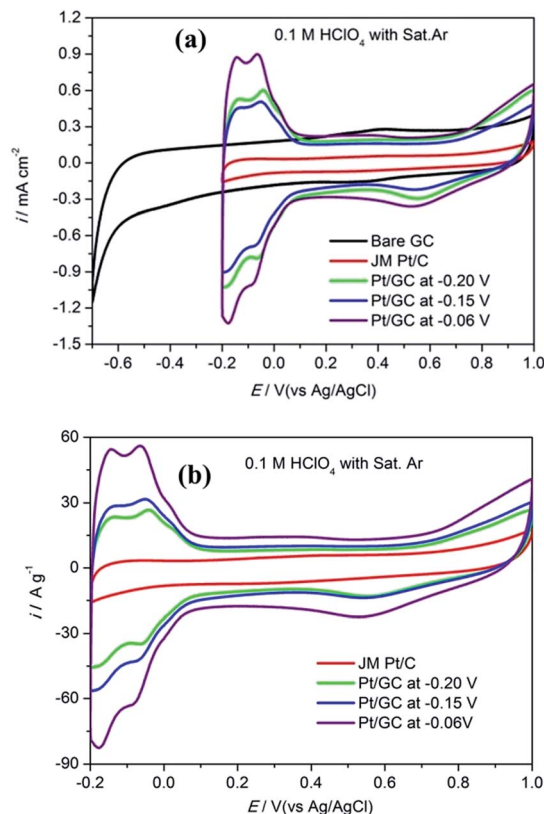 (a)
0.1 M HClO4 with Sat.Ar
1.2
0.9
0.6
0.3
0.0
-0.3
-0.6
-0.9
-1.2
-1.5
i / mA cm-2
Bare GC
JM Pt/C
Pt/GC at -0.20 V
Pt/GC at -0.15 V
Pt/GC at -0.06 V
-0.6 -0.4 -0.2 0.0 0.2 0.4 0.6 0.8 1.0
E / V(vs Ag/AgCl)
(b)
0.1 M HClO4 with Sat. Ar
60
30
0
-30
-60
-90
i / A g-1
JM Pt/C
Pt/GC at -0.20 V
Pt/GC at -0.15 V
Pt/GC at -0.06V
-0.2 0.0 0.2 0.4 0.6 0.8 1.0
E / V(vs Ag/AgCl)